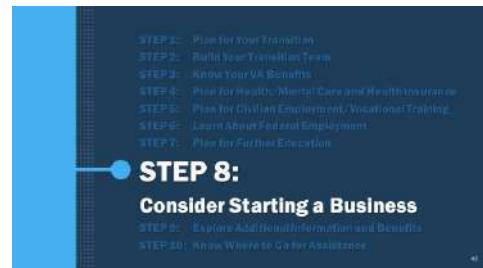 STEP 1: Plan for Your Transition
STEP 2: Build Your Transition Team
STEP 3: Know Your VA Benefits
STEP 4: Plan for Health/Mental Care and Health Insurance
STEP 5: Plan for Civilian Employment/Vocational Training
STEP 6: Learn About Federal Employment
STEP 7: Plan for Further Education
STEP 8:
Consider Starting a Business
STEP 9: Explore Additional Information and Benefits
STEP 10: Know Where to Go for Assistance